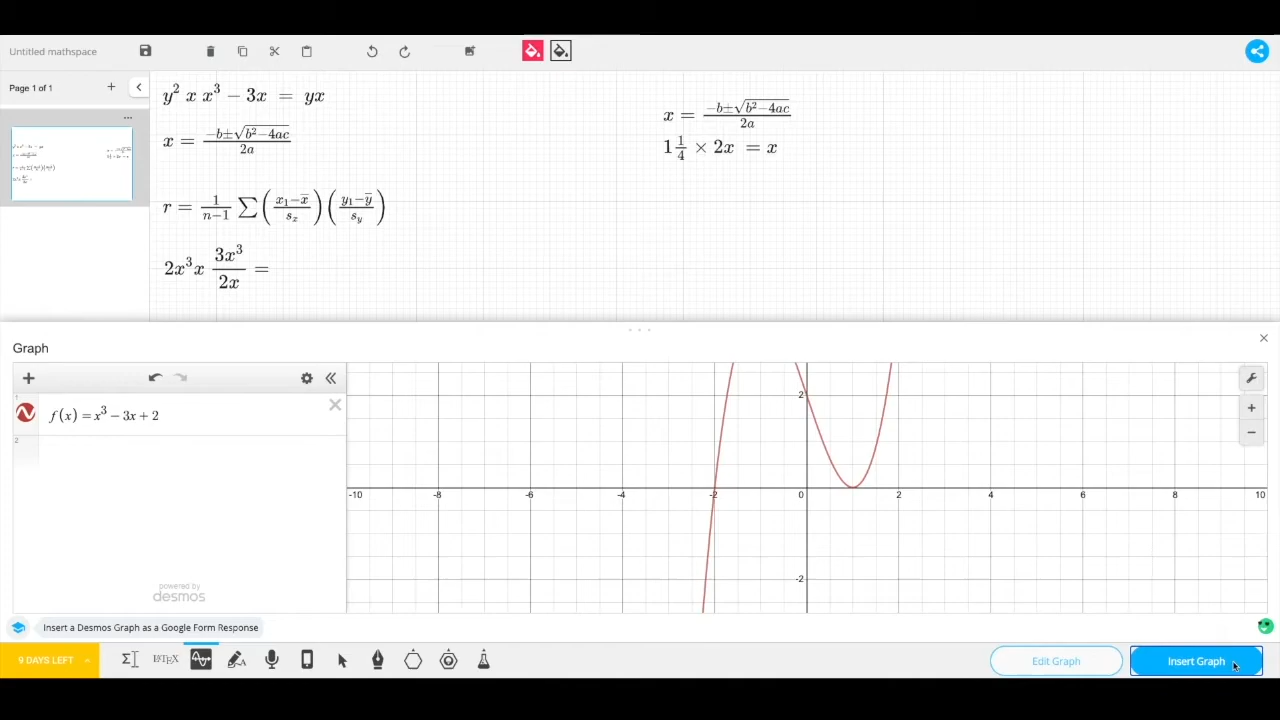 Untitled mathspace
Page 1 of 1
y² x x³ − 3x = yx
x = (−b±√(b²−4ac))/(2a)
r = 1/(n−1) ∑ ((x₁−x̅)/sₓ) ((y₁−y̅)/s_y)
2x³x 3x³/2x =
x = (−b±√(b²−4ac))/(2a)
1 1/4 × 2x = x
Graph
1
f(x) = x³ − 3x + 2
2
powered by
desmos
2
-10 -8 -6 -4 -2 0 2 4 6 8 10
-2
Insert a Desmos Graph as a Google Form Response
9 DAYS LEFT
LATEX
Edit Graph
Insert Graph